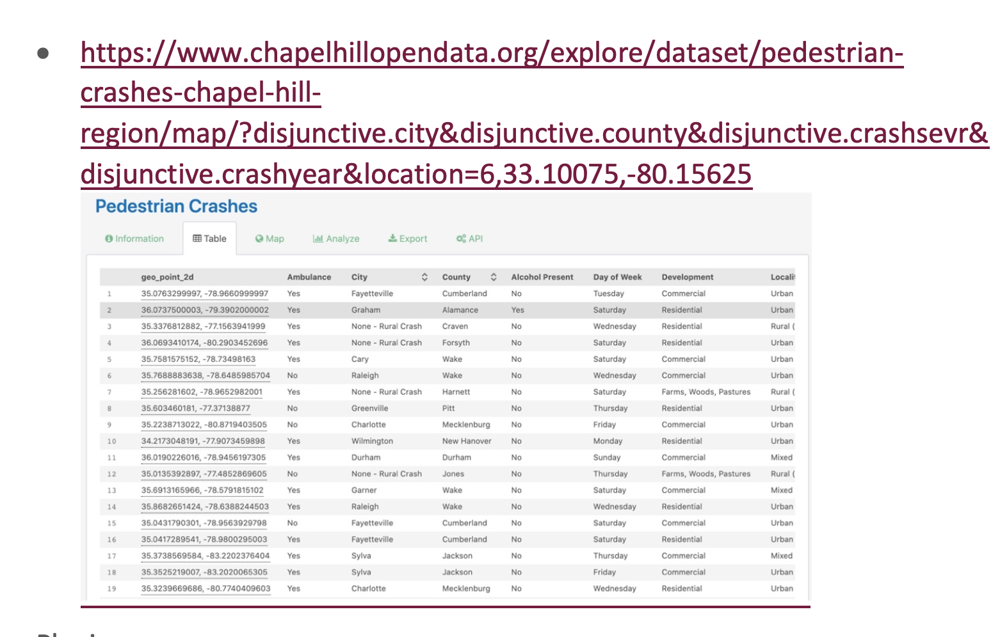 https://www.chapelhillopendata.org/explore/dataset/pedestrian-
crashes-chapel-hill-
region/map/?disjunctive.city&disjunctive.county&disjunctive.crashsevr&
disjunctive.crashyear&location=6,33.10075,-80.15625
Pedestrian Crashes
Information Table Map Analyze Export API
geo_point_2d Ambulance City County Alcohol Present Day of Week Development Localit
1 35.0763299997, -78.9660999997 Yes Fayetteville Cumberland No Tuesday Commercial Urban
2 36.0737500003, -79.3902000002 Yes Graham Alamance Yes Saturday Residential Urban
3 35.3376812882, -77.1563941999 Yes None - Rural Crash Craven No Wednesday Residential Rural (
4 36.0693410174, -80.2903452696 Yes None - Rural Crash Forsyth No Saturday Residential Urban
5 35.7581575152, -78.73498163 Yes Cary Wake No Saturday Commercial Urban
6 35.7688883638, -78.6485985704 No Raleigh Wake No Wednesday Commercial Urban
7 35.256281602, -78.9652982001 Yes None - Rural Crash Harnett No Saturday Farms, Woods, Pastures Rural (
8 35.603460181, -77.37138877 No Greenville Pitt No Thursday Residential Urban
9 35.2238713022, -80.8719403505 No Charlotte Mecklenburg No Friday Commercial Urban
10 34.2173048191, -77.9073459898 Yes Wilmington New Hanover No Monday Residential Urban
11 36.0190226016, -78.9456197305 Yes Durham Durham No Sunday Commercial Mixed
12 35.0135392897, -77.4852869605 No None - Rural Crash Jones No Thursday Farms, Woods, Pastures Rural (
13 35.6913165966, -78.5791815102 Yes Garner Wake No Saturday Commercial Mixed
14 35.8682651424, -78.6388244503 Yes Raleigh Wake No Wednesday Residential Urban
15 35.0431790301, -78.9563929798 No Fayetteville Cumberland No Saturday Commercial Urban
16 35.0417289541, -78.9800295003 Yes Fayetteville Cumberland No Saturday Residential Urban
17 35.3738569584, -83.2202376404 Yes Sylva Jackson No Thursday Commercial Mixed
18 35.3525219007, -83.2020065305 Yes Sylva Jackson No Friday Commercial Urban
19 35.3239669686, -80.7740409603 Yes Charlotte Mecklenburg No Wednesday Residential Urban